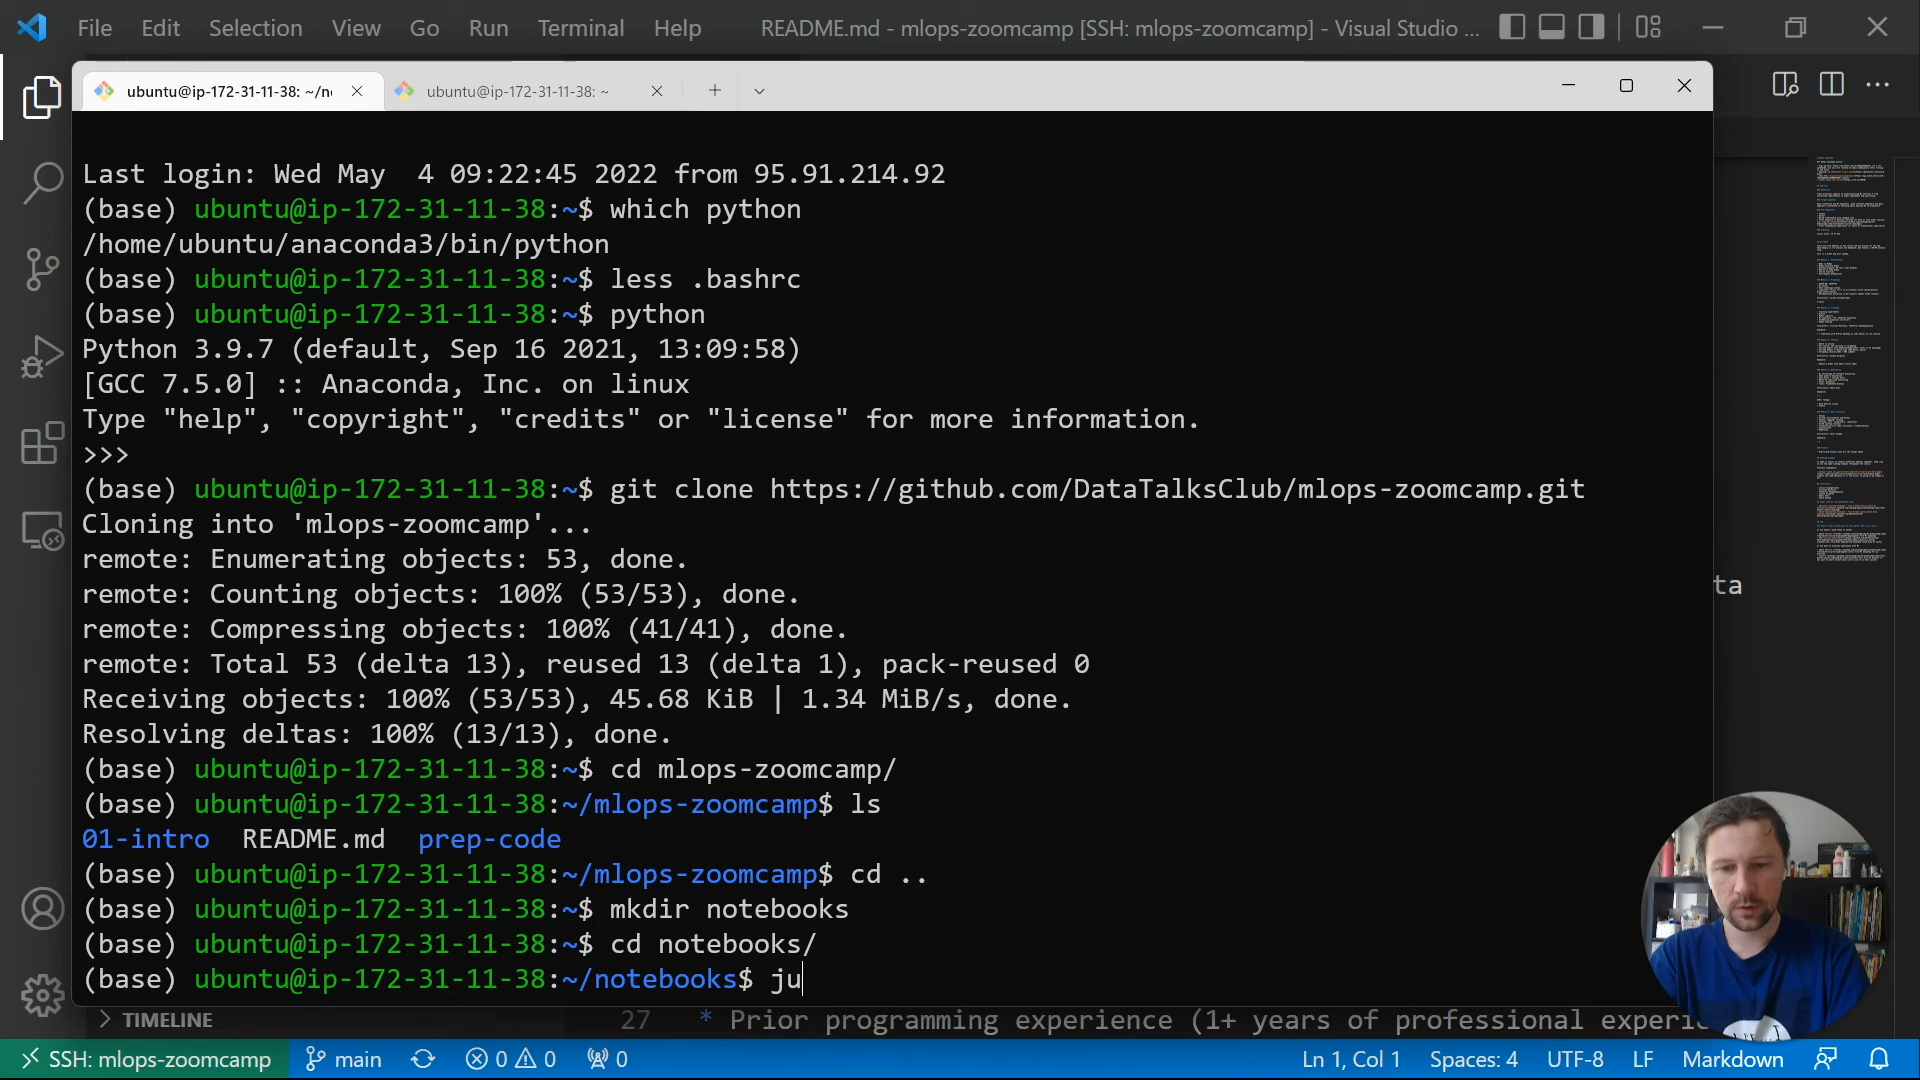 File Edit Selection View Go Run Terminal Help README.md - mlops-zoomcamp [SSH: mlops-zoomcamp] - Visual Studio ...
ubuntu@ip-172-31-11-38: ~/n ubuntu@ip-172-31-11-38: ~
Last login: Wed May  4 09:22:45 2022 from 95.91.214.92
(base) ubuntu@ip-172-31-11-38:~$ which python
/home/ubuntu/anaconda3/bin/python
(base) ubuntu@ip-172-31-11-38:~$ less .bashrc
(base) ubuntu@ip-172-31-11-38:~$ python
Python 3.9.7 (default, Sep 16 2021, 13:09:58)
[GCC 7.5.0] :: Anaconda, Inc. on linux
Type "help", "copyright", "credits" or "license" for more information.
>>>
(base) ubuntu@ip-172-31-11-38:~$ git clone https://github.com/DataTalksClub/mlops-zoomcamp.git
Cloning into 'mlops-zoomcamp'...
remote: Enumerating objects: 53, done.
remote: Counting objects: 100% (53/53), done.
ta
remote: Compressing objects: 100% (41/41), done.
remote: Total 53 (delta 13), reused 13 (delta 1), pack-reused 0
Receiving objects: 100% (53/53), 45.68 KiB | 1.34 MiB/s, done.
Resolving deltas: 100% (13/13), done.
(base) ubuntu@ip-172-31-11-38:~$ cd mlops-zoomcamp/
(base) ubuntu@ip-172-31-11-38:~/mlops-zoomcamp$ ls
01-intro  README.md  prep-code
(base) ubuntu@ip-172-31-11-38:~/mlops-zoomcamp$ cd ..
(base) ubuntu@ip-172-31-11-38:~$ mkdir notebooks
(base) ubuntu@ip-172-31-11-38:~$ cd notebooks/
(base) ubuntu@ip-172-31-11-38:~/notebooks$ ju
TIMELINE
27 * Prior programming experience (1+ years of professional experi
SSH: mlops-zoomcamp main 0 0 0 Ln 1, Col 1 Spaces: 4 UTF-8 LF Markdown